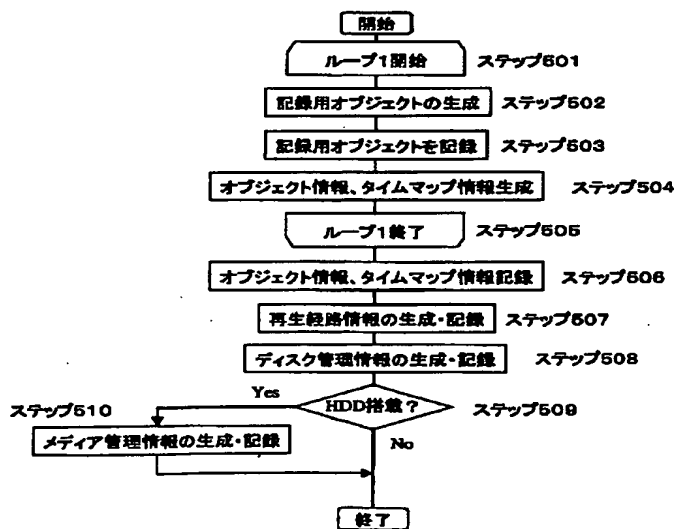 開始
ループ1開始 ステップ501
記録用オブジェクトの生成 ステップ502
記録用オブジェクトを記録 ステップ503
オブジェクト情報、タイムマップ情報生成 ステップ504
ループ1終了 ステップ505
オブジェクト情報、タイムマップ情報記録 ステップ506
再生経路情報の生成・記録 ステップ507
ディスク管理情報の生成・記録 ステップ508
Yes
ステップ510 HDD搭載? ステップ509
メディア管理情報の生成・記録 No
終了